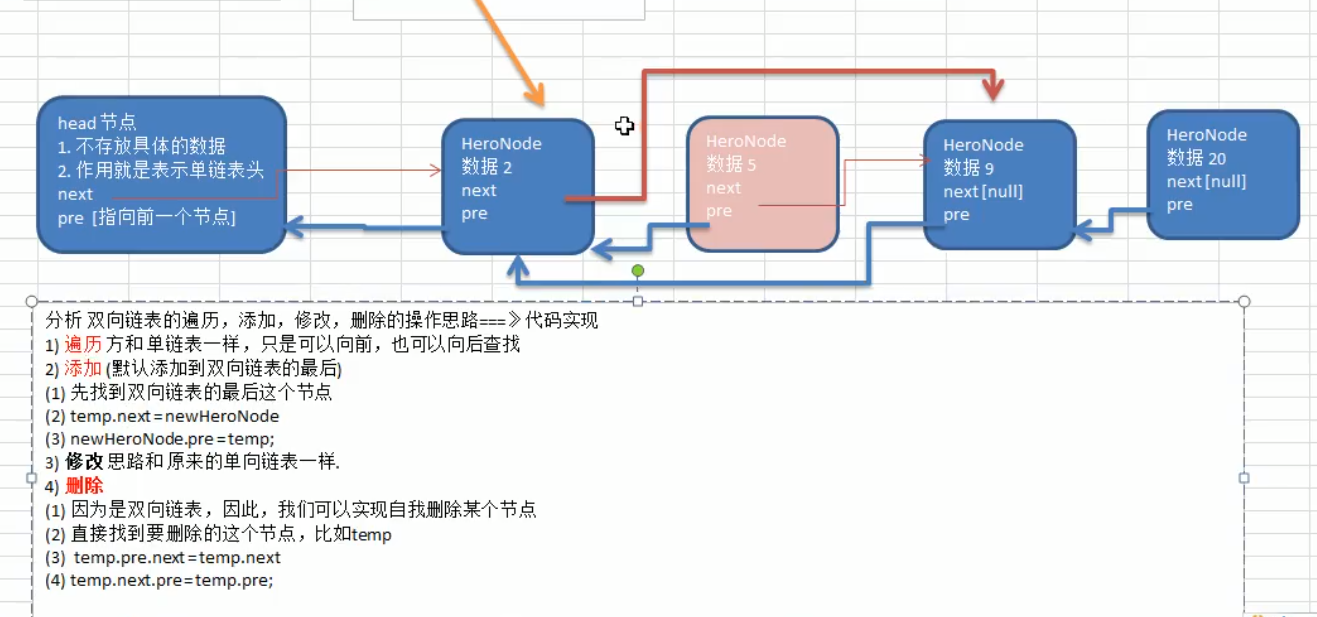 head 节点
1. 不存放具体的数据
2. 作用就是表示单链表头
next
pre [指向前一个节点]
HeroNode
数据 2
next
pre
HeroNode
数据 5
next
pre
HeroNode
数据 9
next [null]
pre
HeroNode
数据 20
next [null]
pre
分析 双向链表的遍历，添加，修改，删除的操作思路===》代码实现
1) 遍历 方和 单链表一样，只是可以向前，也可以向后查找
2) 添加 (默认添加到双向链表的最后)
(1) 先找到双向链表的最后这个节点
(2) temp.next = newHeroNode
(3) newHeroNode.pre = temp;
3) 修改 思路和 原来的单向链表一样.
4) 删除
(1) 因为是双向链表，因此，我们可以实现自我删除某个节点
(2) 直接找到要删除的这个节点，比如temp
(3) temp.pre.next = temp.next
(4) temp.next.pre = temp.pre;